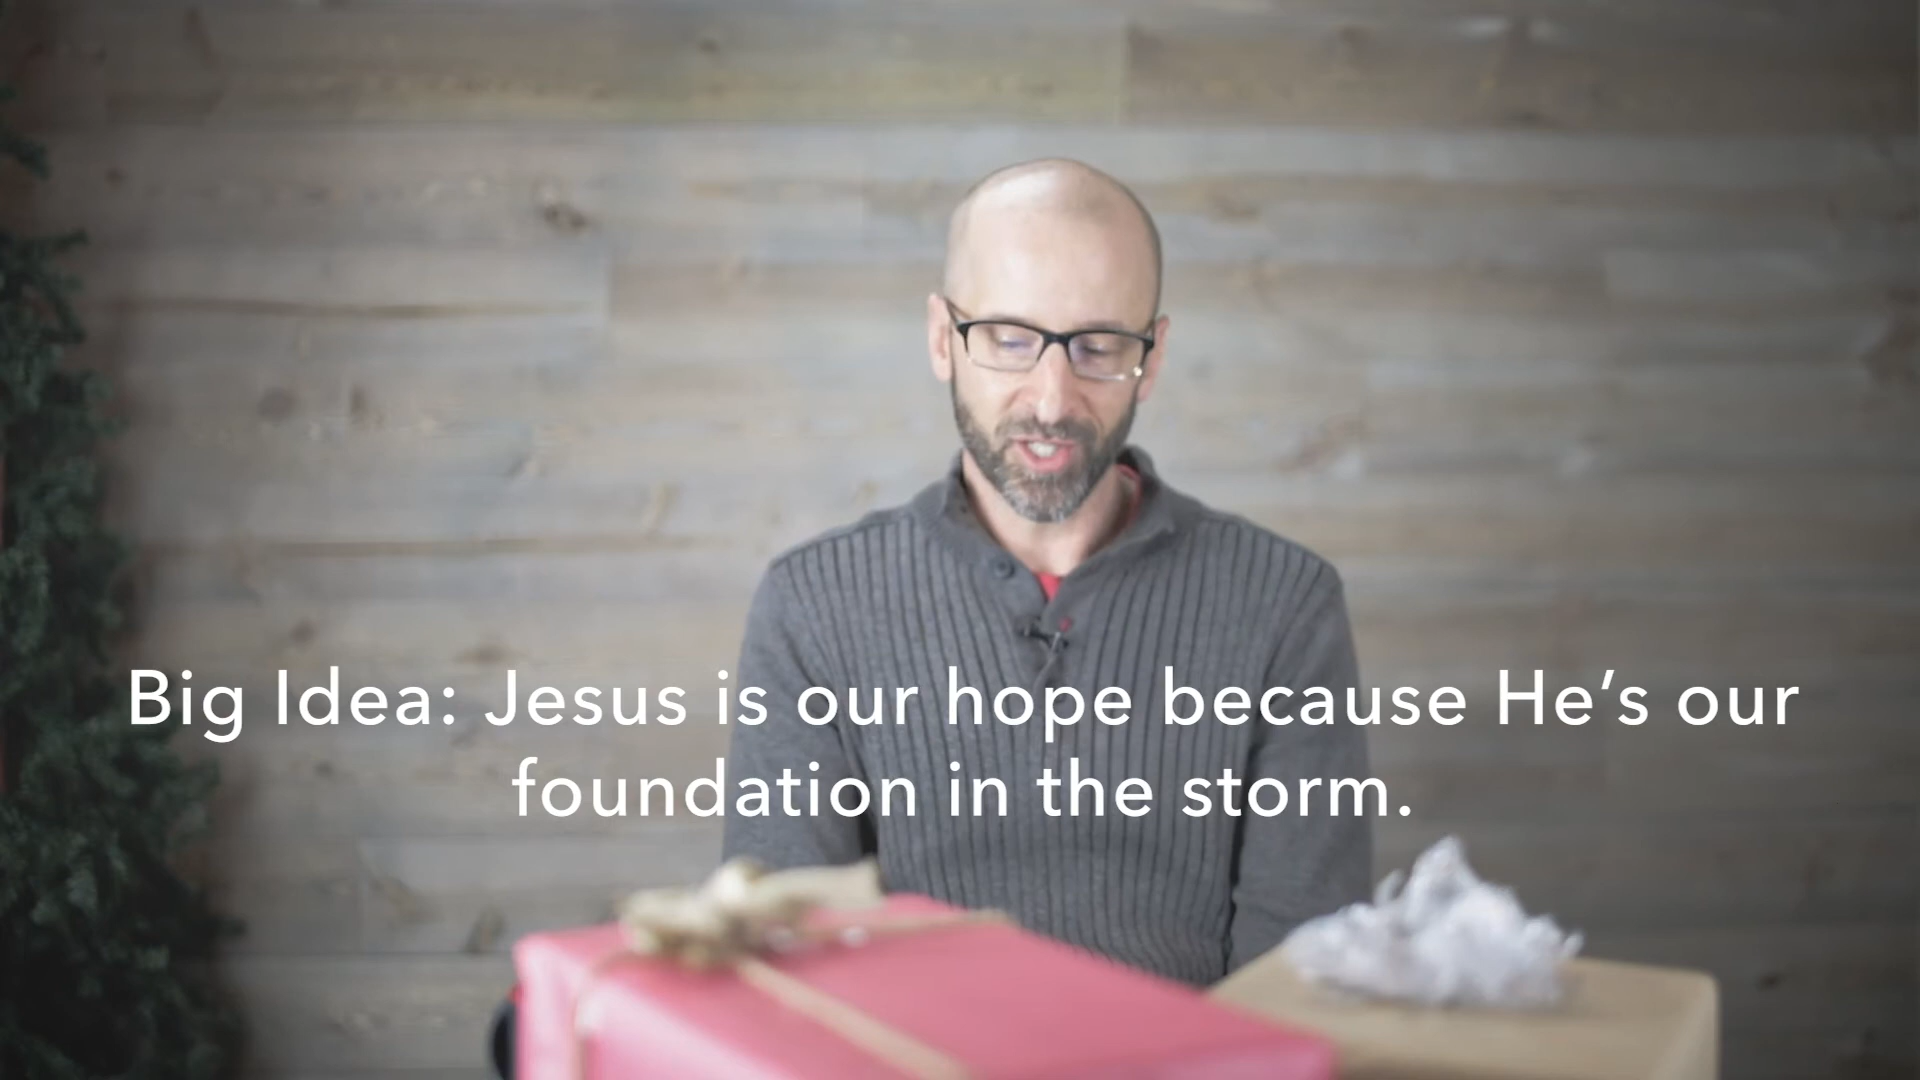 Big Idea: Jesus is our hope because He’s our
foundation in the storm.